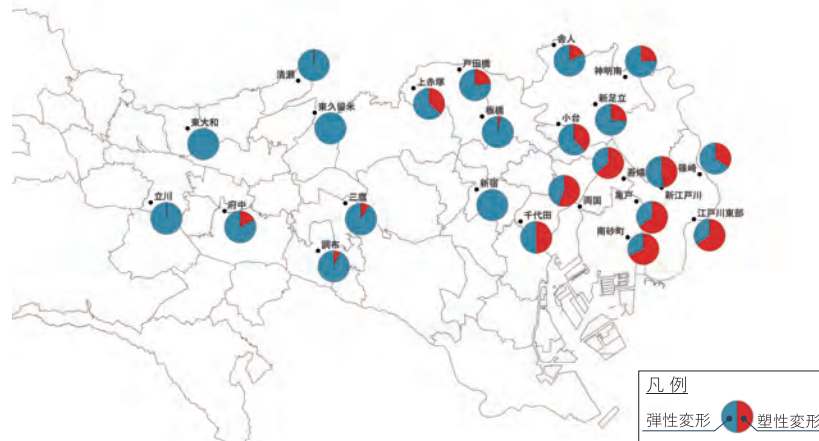 舎人
神明南
清瀬
戸田橋
上赤塚
新足立
東久留米
板橋
小台
東大和
篠崎
吾嬬
新宿
亀戸
新江戸川
立川
府中
三鷹
両国
千代田
江戸川東部
南砂町
調布
凡 例
弾性変形 塑性変形